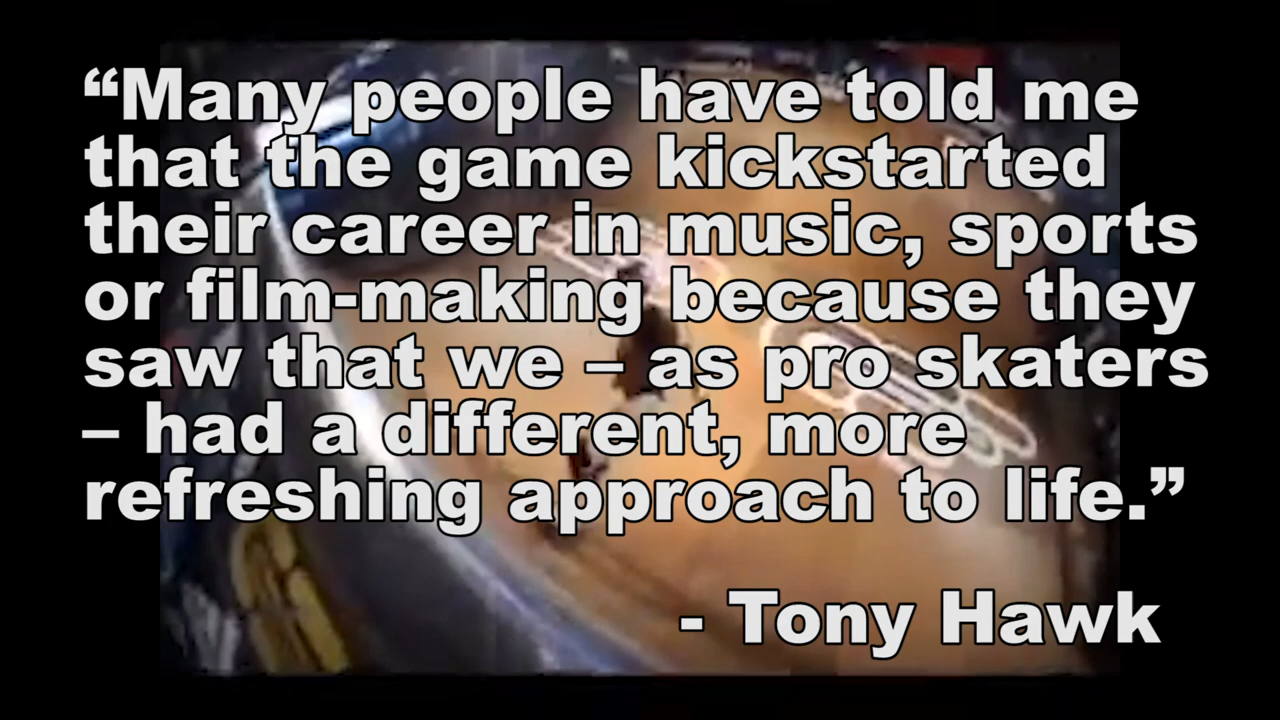 “Many people have told me
that the game kickstarted
their career in music, sports
or film-making because they
saw that we – as pro skaters
– had a different, more
refreshing approach to life.”
- Tony Hawk